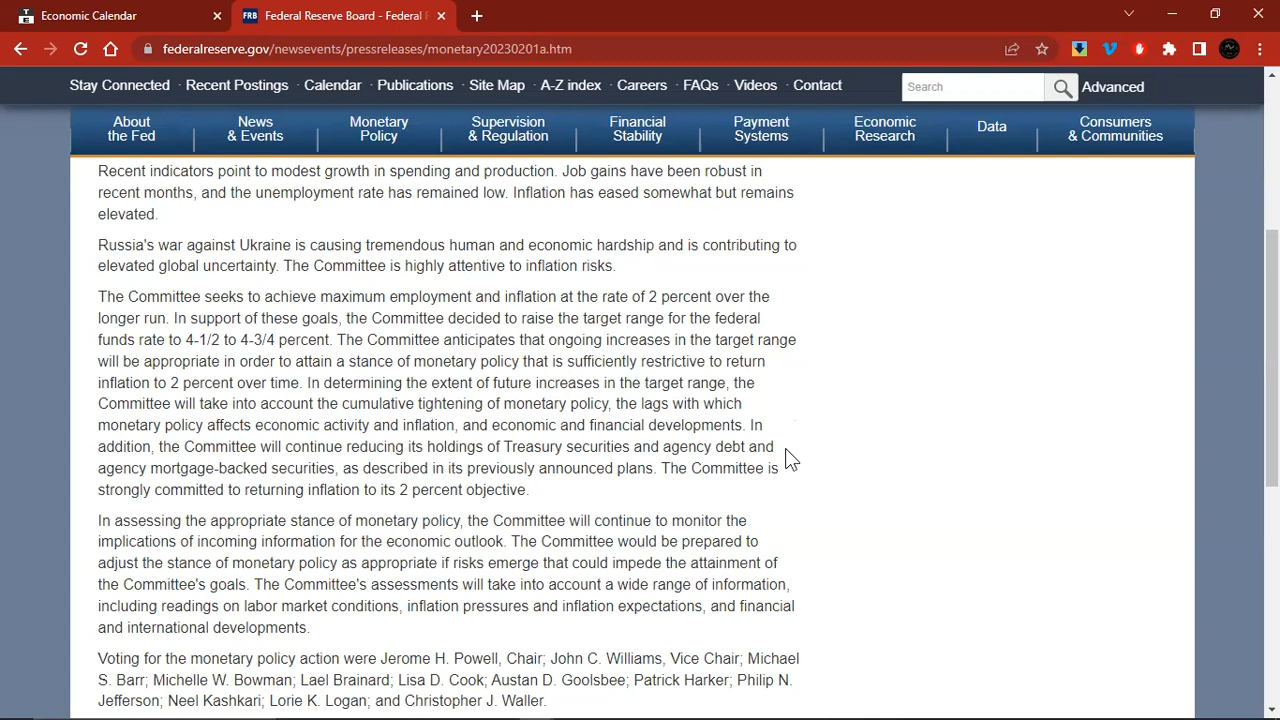 Economic Calendar
FRB Federal Reserve Board - Federal R
federalreserve.gov/newsevents/pressreleases/monetary20230201a.htm
Stay Connected · Recent Postings · Calendar · Publications · Site Map · A-Z index · Careers · FAQs · Videos · Contact Search Advanced
About the Fed
News & Events
Monetary Policy
Supervision & Regulation
Financial Stability
Payment Systems
Economic Research
Data
Consumers & Communities
Recent indicators point to modest growth in spending and production. Job gains have been robust in
recent months, and the unemployment rate has remained low. Inflation has eased somewhat but remains
elevated.
Russia's war against Ukraine is causing tremendous human and economic hardship and is contributing to
elevated global uncertainty. The Committee is highly attentive to inflation risks.
The Committee seeks to achieve maximum employment and inflation at the rate of 2 percent over the
longer run. In support of these goals, the Committee decided to raise the target range for the federal
funds rate to 4-1/2 to 4-3/4 percent. The Committee anticipates that ongoing increases in the target range
will be appropriate in order to attain a stance of monetary policy that is sufficiently restrictive to return
inflation to 2 percent over time. In determining the extent of future increases in the target range, the
Committee will take into account the cumulative tightening of monetary policy, the lags with which
monetary policy affects economic activity and inflation, and economic and financial developments. In
addition, the Committee will continue reducing its holdings of Treasury securities and agency debt and
agency mortgage-backed securities, as described in its previously announced plans. The Committee is
strongly committed to returning inflation to its 2 percent objective.
In assessing the appropriate stance of monetary policy, the Committee will continue to monitor the
implications of incoming information for the economic outlook. The Committee would be prepared to
adjust the stance of monetary policy as appropriate if risks emerge that could impede the attainment of
the Committee's goals. The Committee's assessments will take into account a wide range of information,
including readings on labor market conditions, inflation pressures and inflation expectations, and financial
and international developments.
Voting for the monetary policy action were Jerome H. Powell, Chair; John C. Williams, Vice Chair; Michael
S. Barr; Michelle W. Bowman; Lael Brainard; Lisa D. Cook; Austan D. Goolsbee; Patrick Harker; Philip N.
Jefferson; Neel Kashkari; Lorie K. Logan; and Christopher J. Waller.